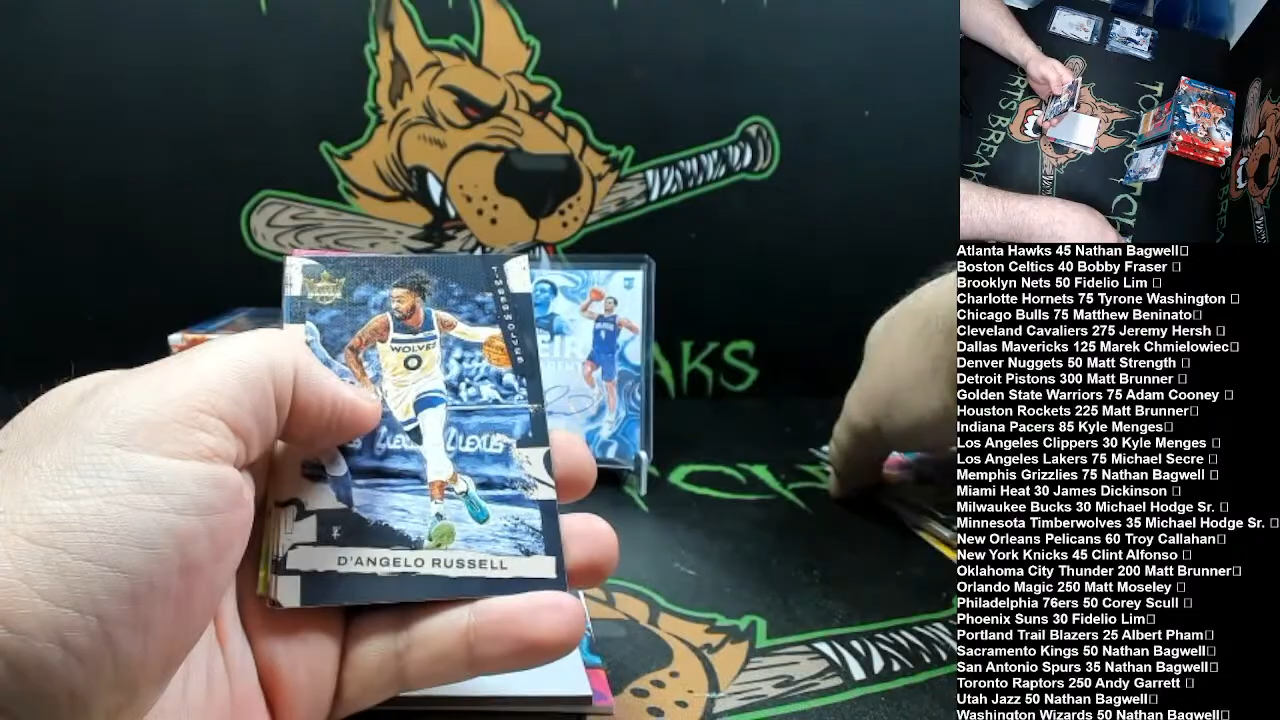 TIMBERWOLVES
WOLVES
0
LEXUS
D'ANGELO RUSSELL
AKS
Atlanta Hawks 45 Nathan Bagwell
Boston Celtics 40 Bobby Fraser
Brooklyn Nets 50 Fidelio Lim
Charlotte Hornets 75 Tyrone Washington
Chicago Bulls 75 Matthew Beninato
Cleveland Cavaliers 275 Jeremy Hersh
Dallas Mavericks 125 Marek Chmielowiec
Denver Nuggets 50 Matt Strength
Detroit Pistons 300 Matt Brunner
Golden State Warriors 75 Adam Cooney
Houston Rockets 225 Matt Brunner
Indiana Pacers 85 Kyle Menges
Los Angeles Clippers 30 Kyle Menges
Los Angeles Lakers 75 Michael Secre
Memphis Grizzlies 75 Nathan Bagwell
Miami Heat 30 James Dickinson
Milwaukee Bucks 30 Michael Hodge Sr.
Minnesota Timberwolves 35 Michael Hodge Sr.
New Orleans Pelicans 60 Troy Callahan
New York Knicks 45 Clint Alfonso
Oklahoma City Thunder 200 Matt Brunner
Orlando Magic 250 Matt Moseley
Philadelphia 76ers 50 Corey Scull
Phoenix Suns 30 Fidelio Lim
Portland Trail Blazers 25 Albert Pham
Sacramento Kings 50 Nathan Bagwell
San Antonio Spurs 35 Nathan Bagwell
Toronto Raptors 250 Andy Garrett
Utah Jazz 50 Nathan Bagwell
Washington Wizards 50 Nathan Bagwell